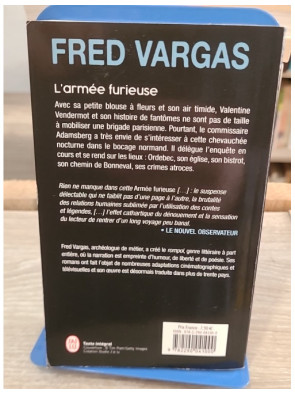 FRED VARGAS
L'armée furieuse
Avec sa petite blouse à fleurs et son air timide, Valentine
Vendermot et son histoire de fantômes ne sont pas de taille
à mobiliser une brigade parisienne. Pourtant, le commissaire
Adamsberg a très envie de s'intéresser à cette chevauchée
nocturne dans le bocage normand. Il délègue l'enquête en
cours et se rend sur les lieux : Ordebec, son église, son bistrot,
son chemin de Bonneval, ses crimes atroces.
Rien ne manque dans cette Armée furieuse [...] : le suspense
délectable qui ne faiblit pas d'une page à l'autre, la brutalité
des relations humaines sublimée par l'utilisation des contes
et légendes, [...] l'effet cathartique du dénouement et la sensation
du lecteur de rentrer d'un long voyage peu banal.
• LE NOUVEL OBSERVATEUR
Fred Vargas, archéologue de métier, a créé le rompol, genre littéraire à part
entière, où la narration est empreinte d'humour, de liberté et de poésie. Ses
romans ont fait l'objet de nombreuses adaptations cinématographiques et
télévisuelles et son œuvre est désormais traduite dans plus de trente pays.
J'AI LU
Texte intégral